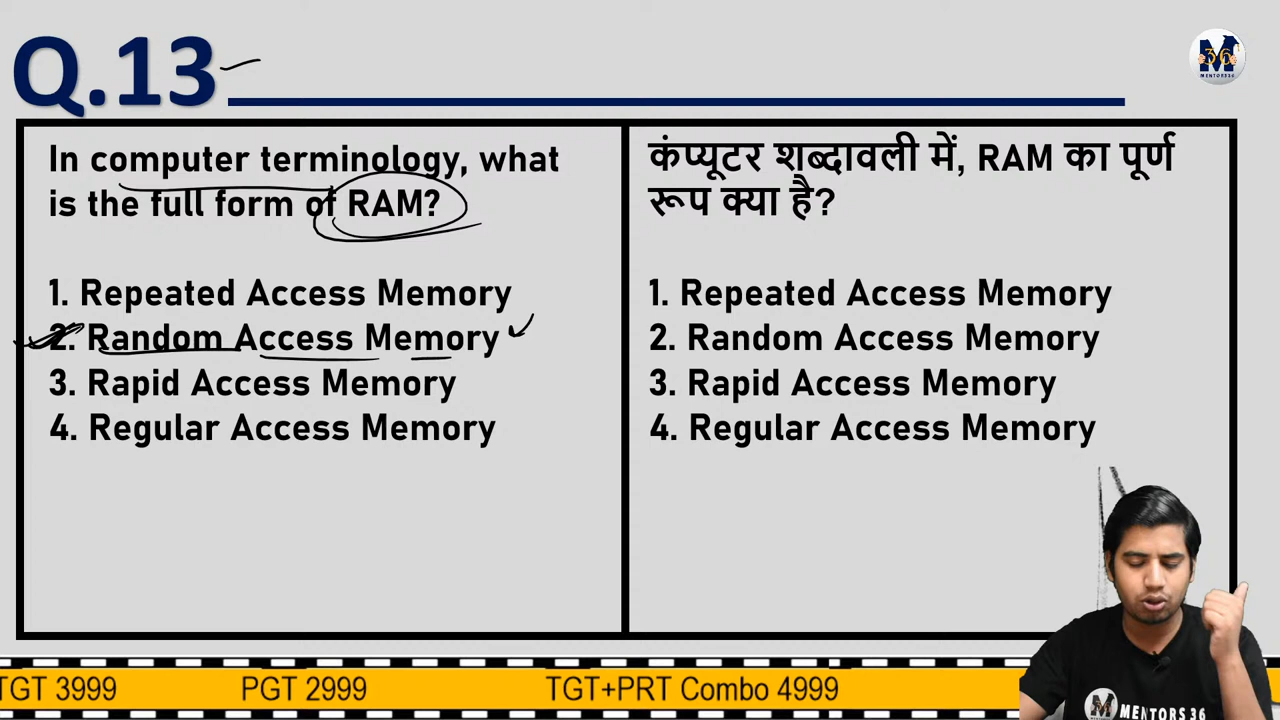 Q.13
36
MENTORS36
In computer terminology, what
is the full form of RAM?
1. Repeated Access Memory
2. Random Access Memory
3. Rapid Access Memory
4. Regular Access Memory
कंप्यूटर शब्दावली में, RAM का पूर्ण
रूप क्या है?
1. Repeated Access Memory
2. Random Access Memory
3. Rapid Access Memory
4. Regular Access Memory
TGT 3999 PGT 2999 TGT+PRT Combo 4999
MENTORS36